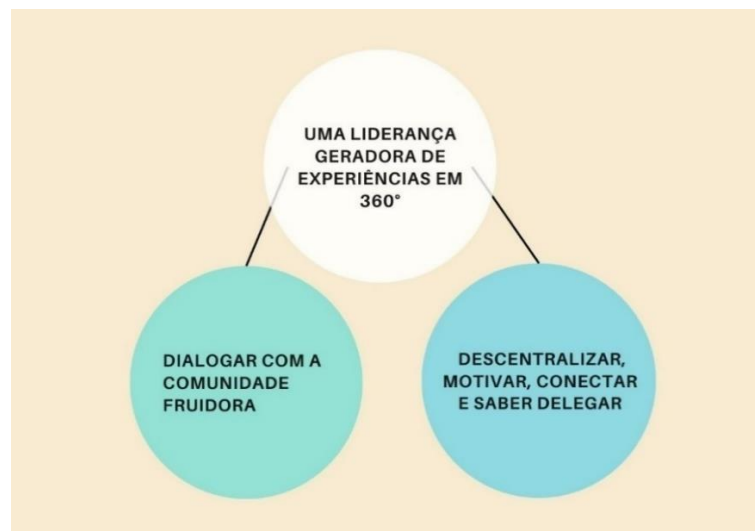 UMA LIDERANÇA
GERADORA DE
EXPERIÊNCIAS EM
360°
DIALOGAR COM A
COMUNIDADE
FRUIDORA
DESCENTRALIZAR,
MOTIVAR, CONECTAR
E SABER DELEGAR